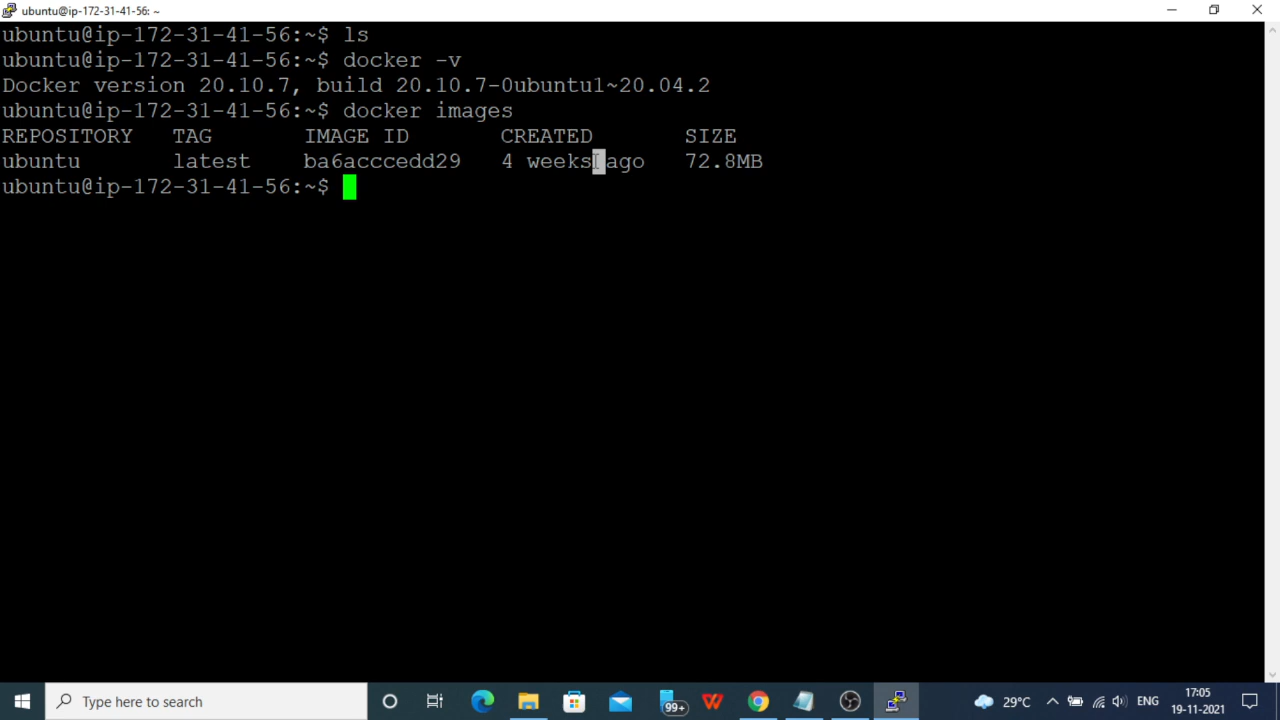 ubuntu@ip-172-31-41-56: ~
ubuntu@ip-172-31-41-56:~$ ls
ubuntu@ip-172-31-41-56:~$ docker -v
Docker version 20.10.7, build 20.10.7-0ubuntu1~20.04.2
ubuntu@ip-172-31-41-56:~$ docker images
REPOSITORY TAG IMAGE ID CREATED SIZE
ubuntu latest ba6acccedd29 4 weeks ago 72.8MB
ubuntu@ip-172-31-41-56:~$
Type here to search
99+
29°C
ENG
17:05
19-11-2021